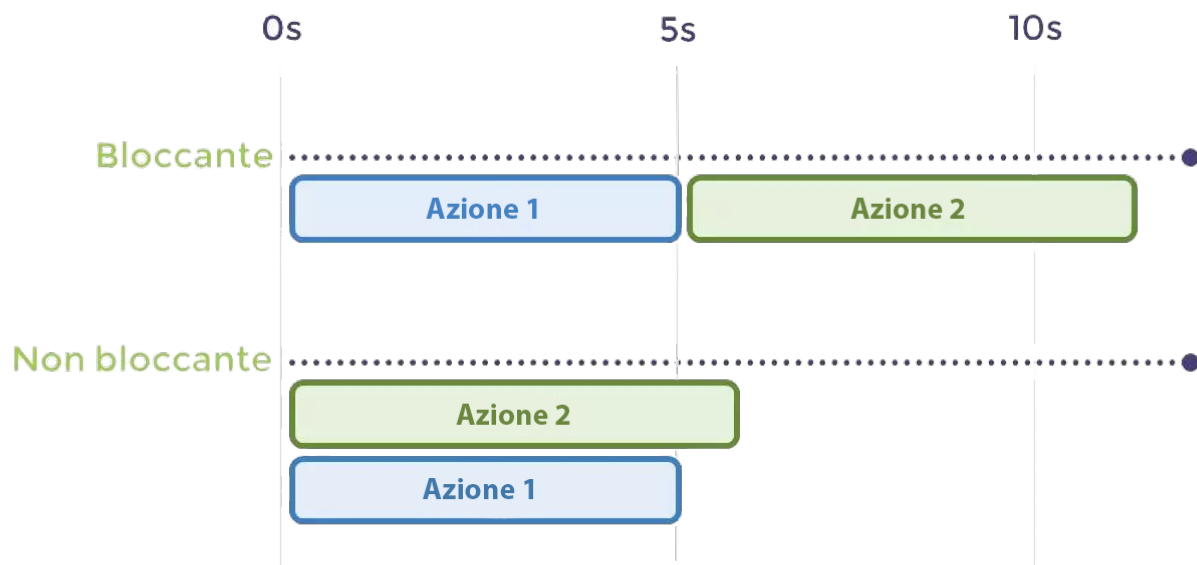 0s 5s 10s
Bloccante
Azione 1 Azione 2
Non bloccante
Azione 2
Azione 1